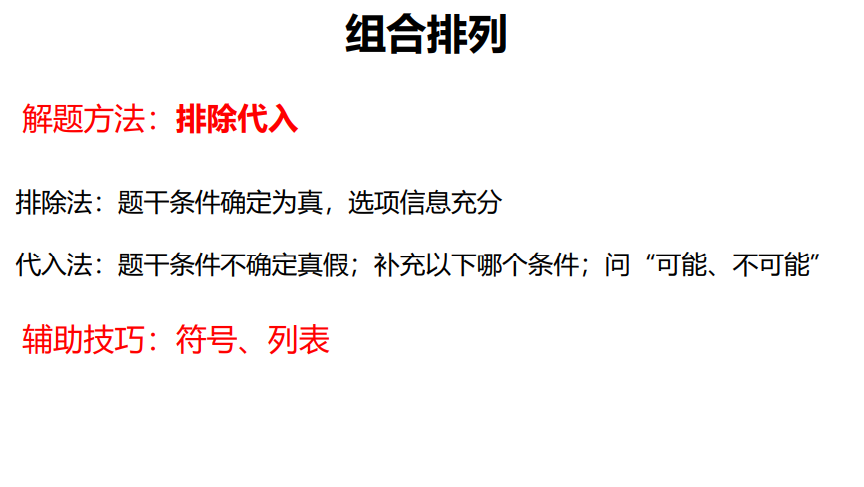 组合排列
解题方法：排除代入
排除法：题干条件确定为真，选项信息充分
代入法：题干条件不确定真假；补充以下哪个条件；问“可能、不可能”
辅助技巧：符号、列表